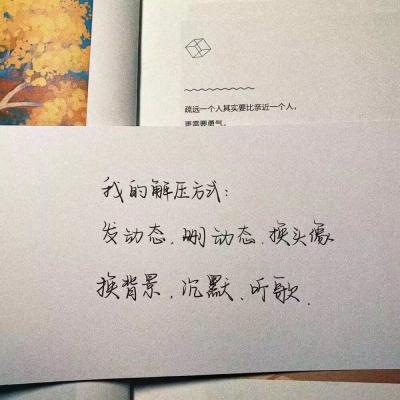 疏远一个人其实要比亲近一个人,
更需要勇气。
我的解压方式:
发动态.删动态.换头像
换背景.沉默.听歌.